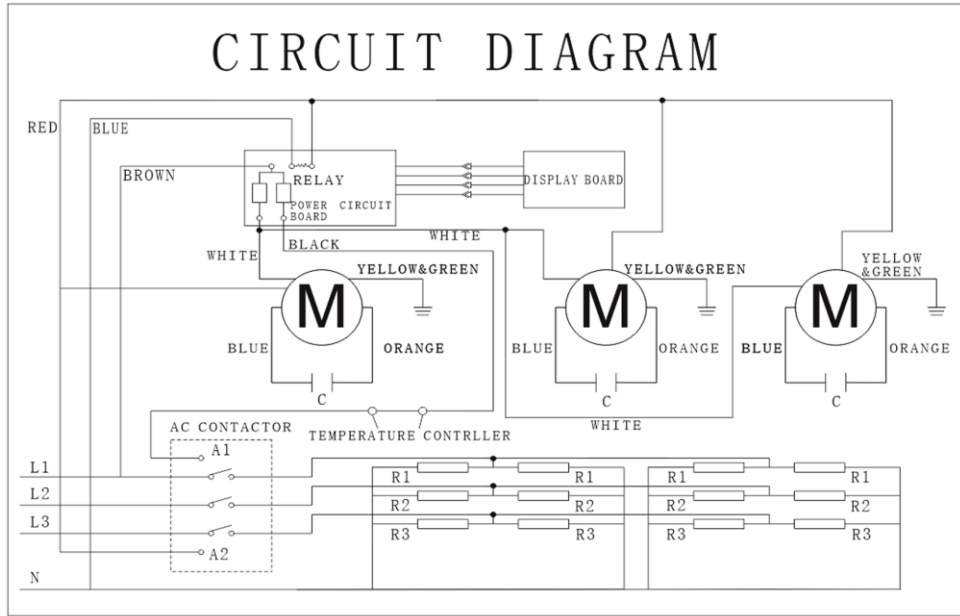 CIRCUIT DIAGRAM
RED
BLUE
BROWN
RELAY
POWER CIRCUIT
BOARD
DISPLAY BOARD
WHITE
BLACK
WHITE
YELLOW&GREEN
YELLOW&GREEN
YELLOW
&GREEN
M
M
M
BLUE
ORANGE
BLUE
ORANGE
BLUE
ORANGE
C
C
C
WHITE
TEMPERATURE CONTRLLER
AC CONTACTOR
A1
L1
R1
R1
R1
R1
L2
R2
R2
R2
R2
L3
R3
R3
R3
R3
A2
N